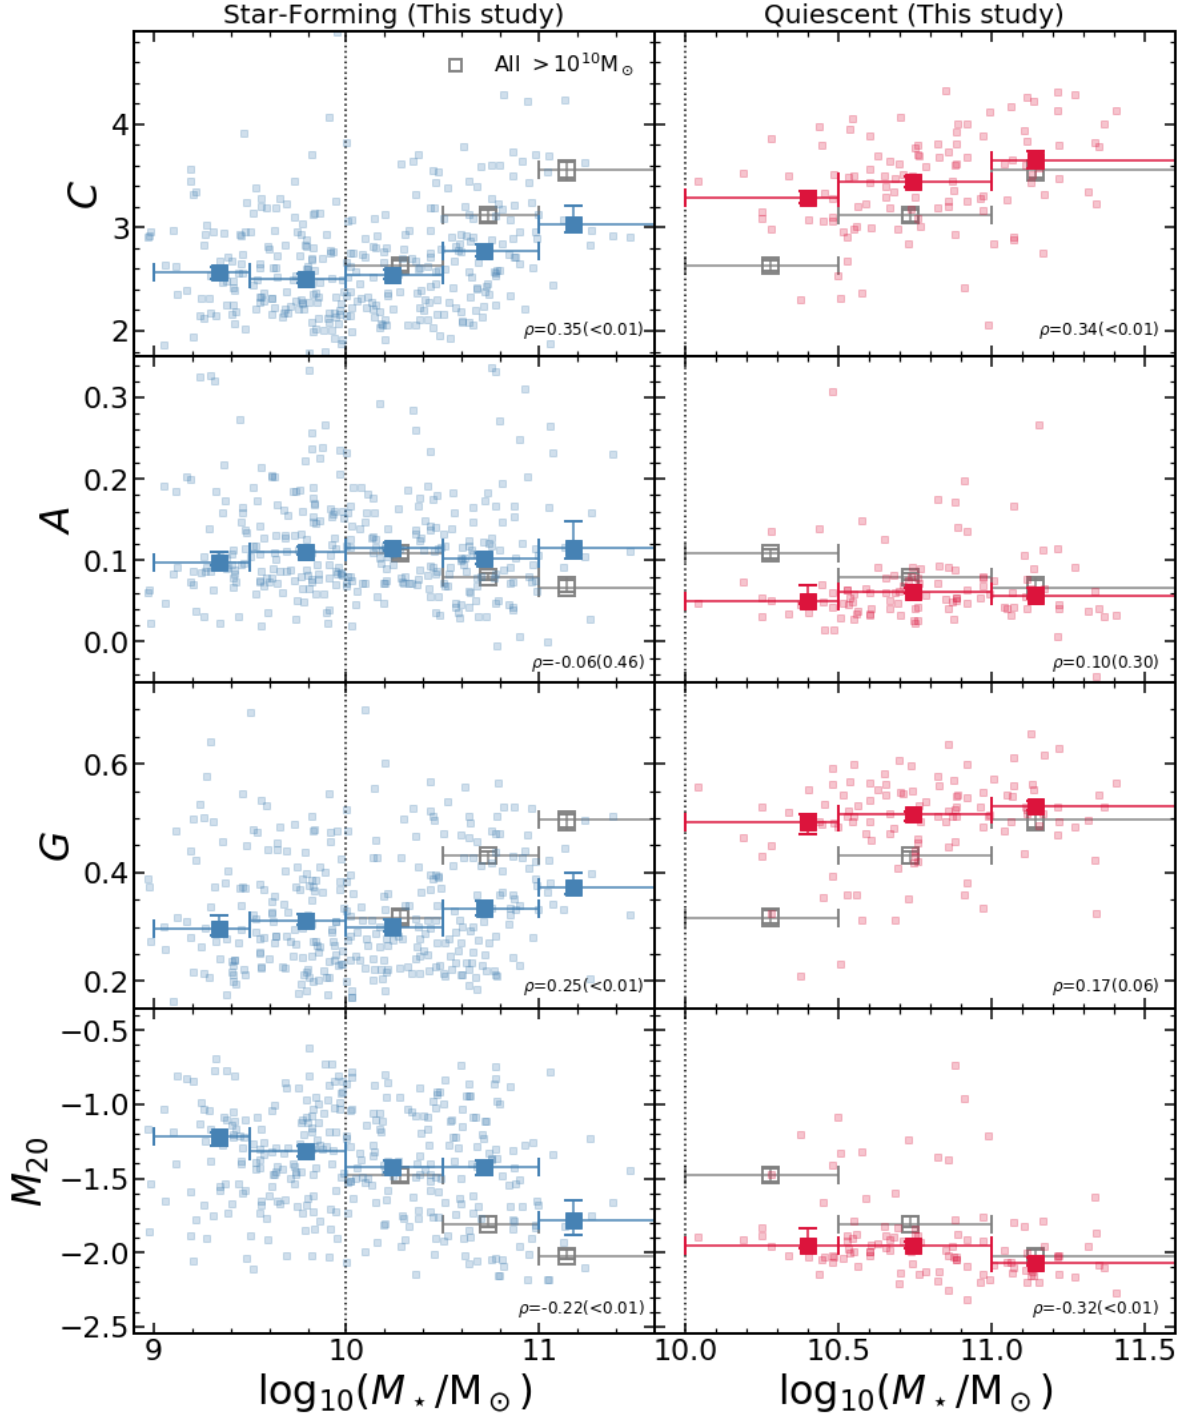 Star-Forming (This study) Quiescent (This study)
All >10¹⁰M⊙
4
3
2
C
ρ=0.35(<0.01) ρ=0.34(<0.01)
0.3
0.2
0.1
0.0
A
ρ=-0.06(0.46) ρ=0.10(0.30)
0.6
0.4
0.2
G
ρ=0.25(<0.01) ρ=0.17(0.06)
−0.5
−1.0
−1.5
−2.0
−2.5
M₂₀
ρ=-0.22(<0.01) ρ=-0.32(<0.01)
9 10 11 10.0 10.5 11.0 11.5
log₁₀(M⋆/M⊙) log₁₀(M⋆/M⊙)